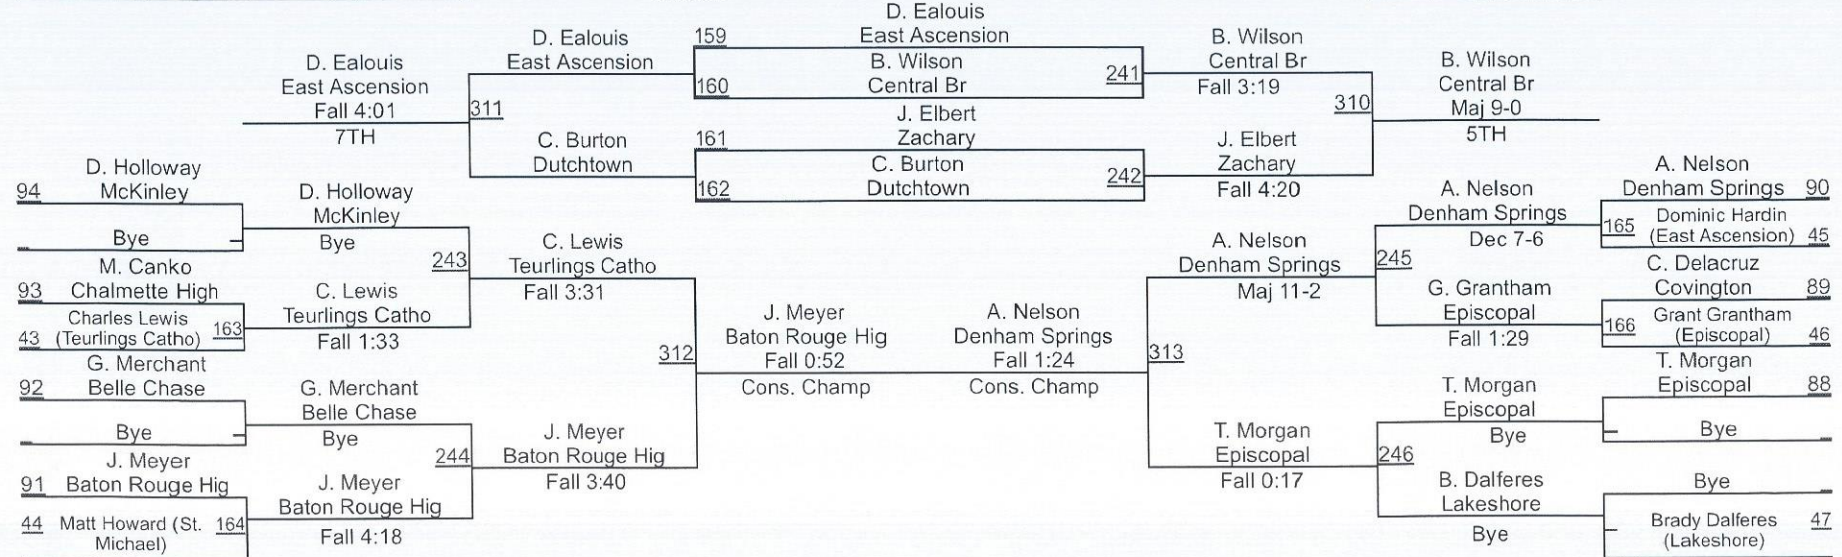 D. Ealouis
159 East Ascension
B. Wilson
160 Central Br 241
D. Ealouis
East Ascension
B. Wilson
Central Br
Fall 3:19
D. Ealouis
East Ascension
Fall 4:01
7TH
311
310
B. Wilson
Central Br
Maj 9-0
5TH
J. Elbert
161 Zachary
C. Burton
162 Dutchtown 242
C. Burton
Dutchtown
J. Elbert
Zachary
Fall 4:20
D. Holloway
94 McKinley
Bye
D. Holloway
McKinley
Bye
M. Canko
93 Chalmette High
Charles Lewis
43 (Teurlings Catho) 163
C. Lewis
Teurlings Catho
Fall 1:33
243
C. Lewis
Teurlings Catho
Fall 3:31
G. Merchant
92 Belle Chase
Bye
G. Merchant
Belle Chase
Bye
J. Meyer
91 Baton Rouge Hig
44 Matt Howard (St. 164
Michael)
J. Meyer
Baton Rouge Hig
Fall 4:18
244
J. Meyer
Baton Rouge Hig
Fall 3:40
312
J. Meyer
Baton Rouge Hig
Fall 0:52
Cons. Champ
A. Nelson
Denham Springs
Fall 1:24
Cons. Champ
313
A. Nelson
Denham Springs
Maj 11-2
245
A. Nelson
Denham Springs
Dec 7-6
A. Nelson
Denham Springs 90
165 Dominic Hardin
(East Ascension) 45
G. Grantham
Episcopal
Fall 1:29
C. Delacruz
Covington 89
166 Grant Grantham
(Episcopal) 46
T. Morgan
Episcopal
Fall 0:17
246
T. Morgan
Episcopal
Bye
T. Morgan
Episcopal 88
Bye
B. Dalferes
Lakeshore
Bye
Bye
Brady Dalferes 47
(Lakeshore)